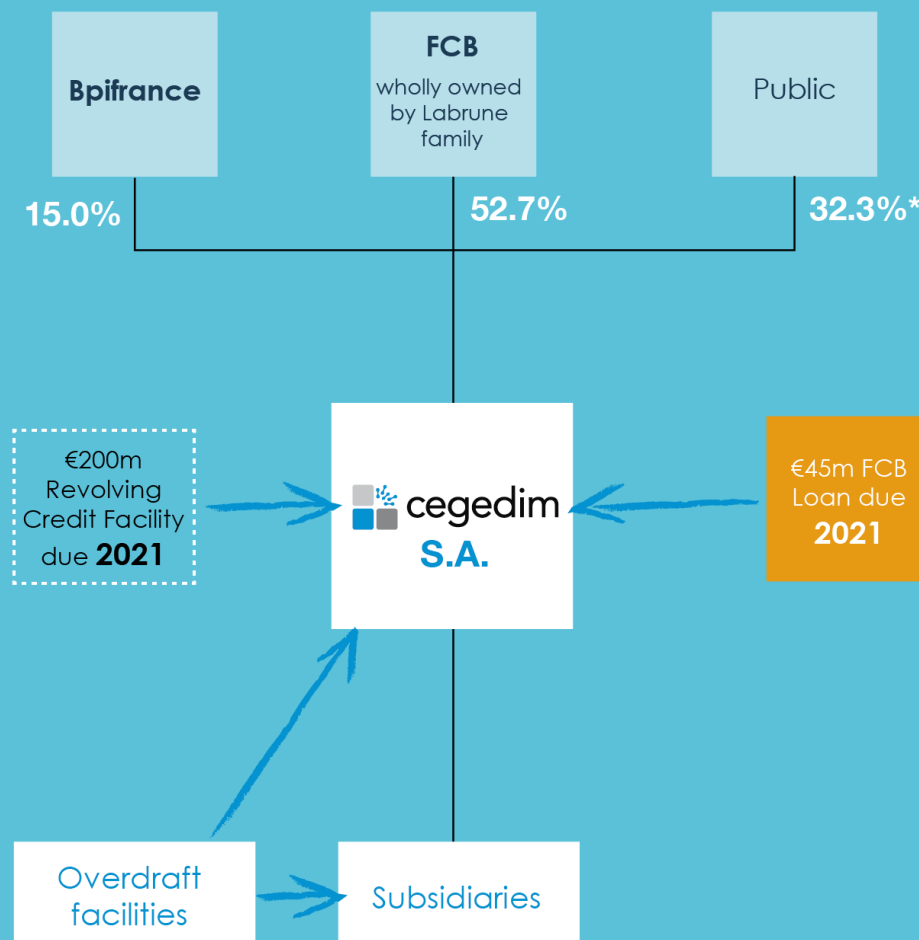 Bpifrance
FCB
wholly owned
by Labrune
family
Public
15.0%
52.7%
32.3%*
€200m
Revolving
Credit Facility
due 2021
cegedim
S.A.
€45m FCB
Loan due
2021
Overdraft
facilities
Subsidiaries